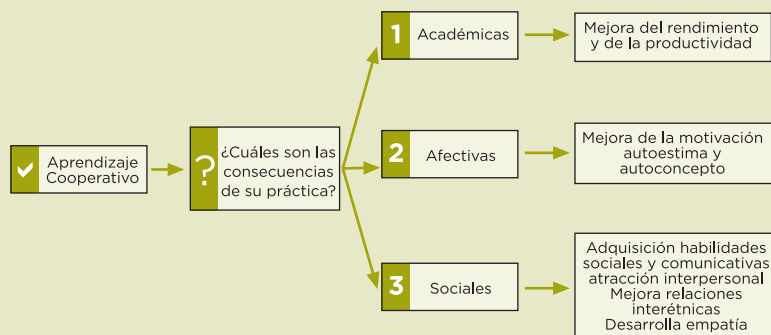 Aprendizaje
Cooperativo
?
¿Cuáles son las
consecuencias
de su práctica?
1 Académicas
Mejora del rendimiento
y de la productividad
2 Afectivas
Mejora de la motivación
autoestima y
autoconcepto
3 Sociales
Adquisición habilidades
sociales y comunicativas
atracción interpersonal
Mejora relaciones
interétnicas
Desarrolla empatía